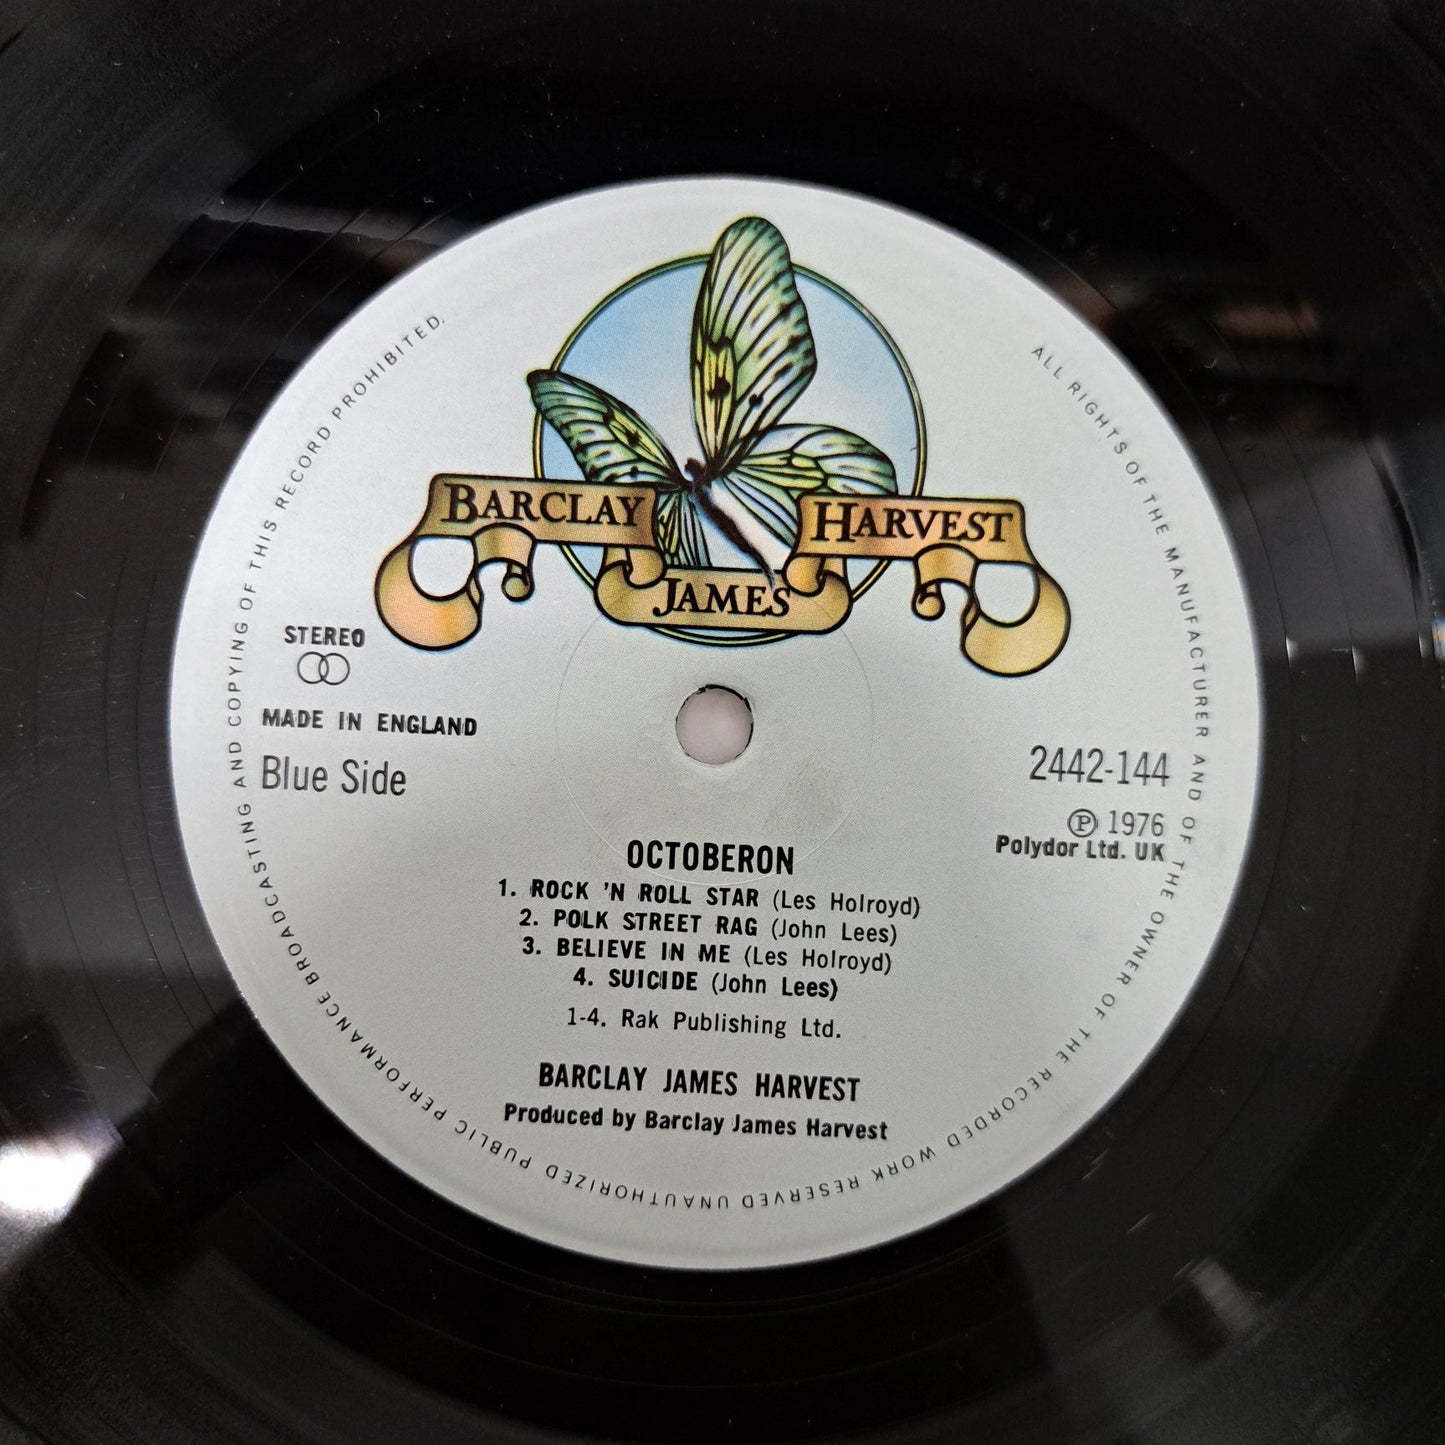 BARCLAY
JAMES
HARVEST
STEREO
MADE IN ENGLAND
Blue Side
2442-144
Ⓟ 1976
Polydor Ltd. UK
OCTOBERON
1. ROCK 'N ROLL STAR (Les Holroyd)
2. POLK STREET RAG (John Lees)
3. BELIEVE IN ME (Les Holroyd)
4. SUICIDE (John Lees)
1-4. Rak Publishing Ltd.
BARCLAY JAMES HARVEST
Produced by Barclay James Harvest
ALL RIGHTS OF THE MANUFACTURER AND OF THE OWNER OF THE RECORDED WORK RESERVED UNAUTHORIZED PUBLIC PERFORMANCE BROADCASTING AND COPYING OF THIS RECORD PROHIBITED.